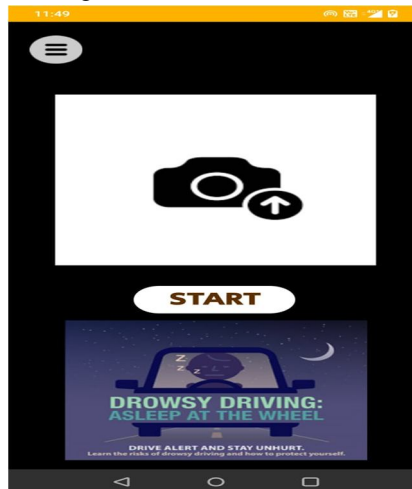 11:49
START
Z
Z
Z
DROWSY DRIVING:
ASLEEP AT THE WHEEL
DRIVE ALERT AND STAY UNHURT.
Learn the risks of drowsy driving and how to protect yourself.